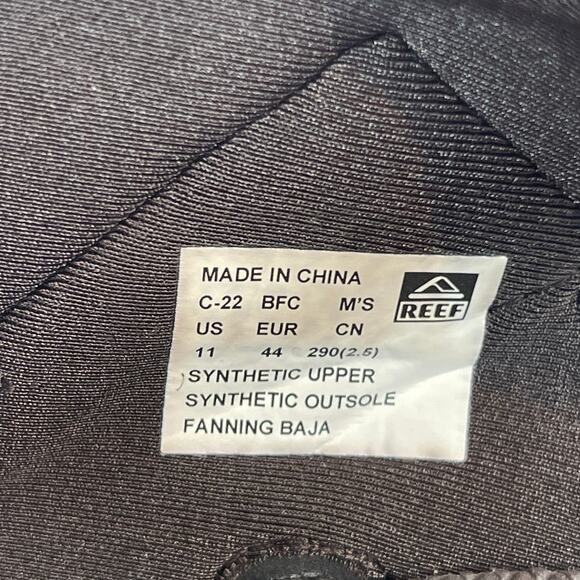 MADE IN CHINA
C-22 BFC M'S
REEF
US EUR CN
11 44 290(2.5)
SYNTHETIC UPPER
SYNTHETIC OUTSOLE
FANNING BAJA